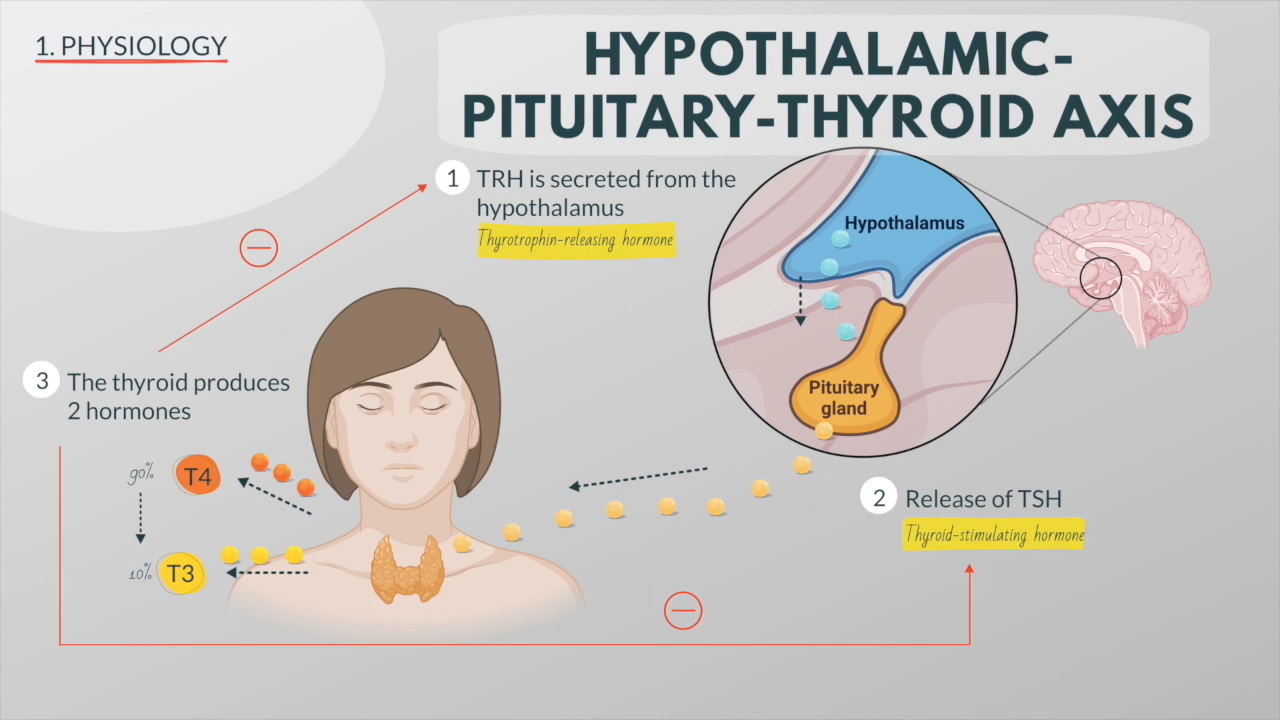 1. PHYSIOLOGY
HYPOTHALAMIC-
PITUITARY-THYROID AXIS
1 TRH is secreted from the
hypothalamus
Thyrotrophin-releasing hormone
Hypothalamus
Pituitary
gland
3 The thyroid produces
2 hormones
90% T4
10% T3
2 Release of TSH
Thyroid-stimulating hormone